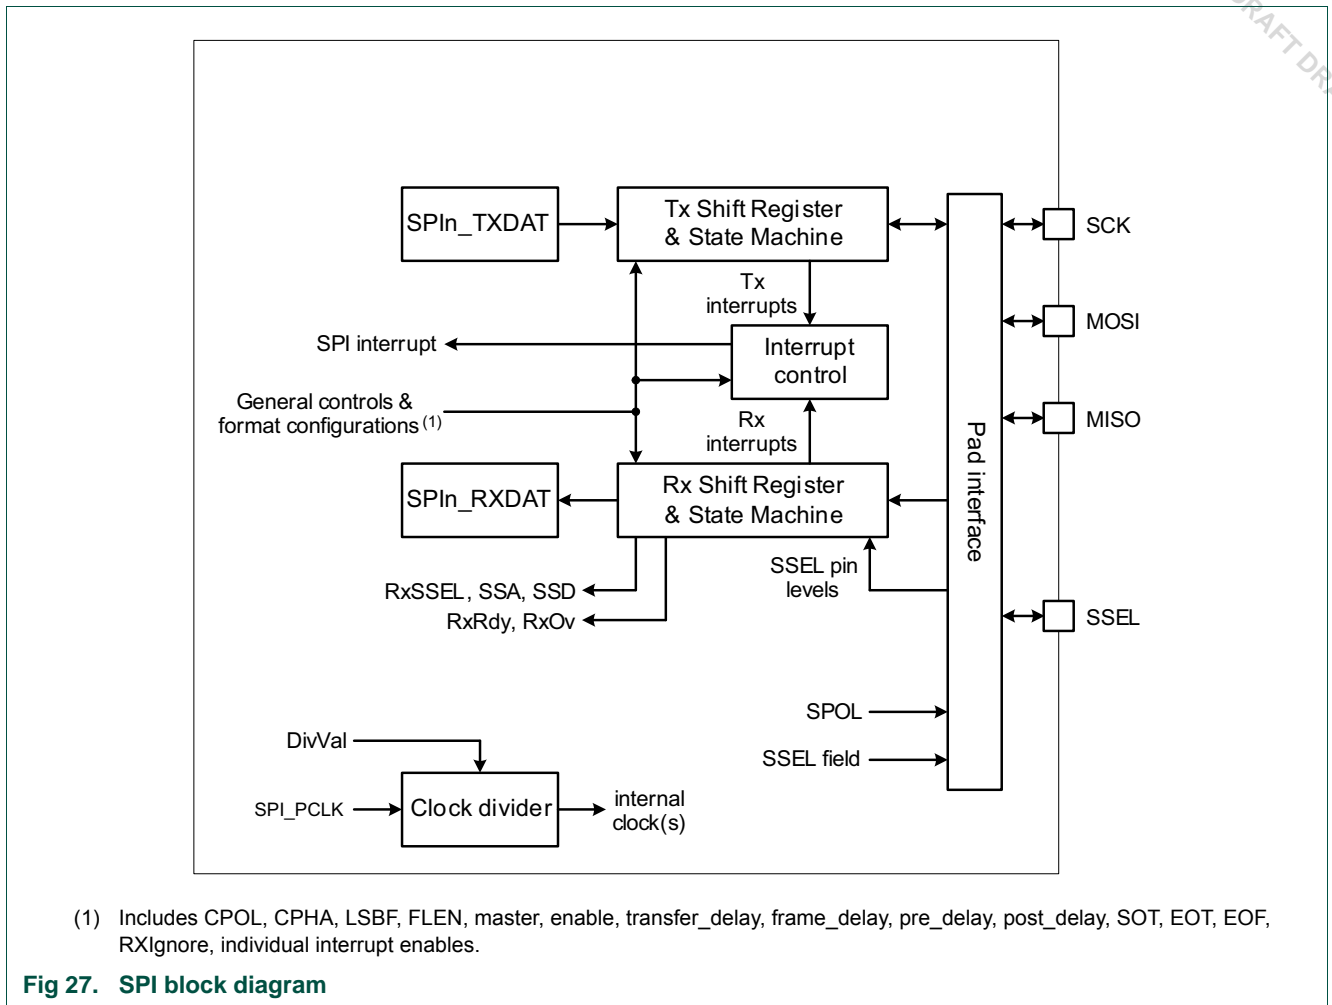 DRAFT DRA
SPIn_TXDAT
Tx Shift Register
& State Machine
SCK
Tx
interrupts
MOSI
SPI interrupt
Interrupt
control
General controls &
format configurations (1)
Rx
interrupts
MISO
Pad interface
SPIn_RXDAT
Rx Shift Register
& State Machine
SSEL pin
levels
RxSSEL, SSA, SSD
RxRdy, RxOv
SSEL
SPOL
DivVal
SSEL field
SPI_PCLK
Clock divider
internal
clock(s)
(1) Includes CPOL, CPHA, LSBF, FLEN, master, enable, transfer_delay, frame_delay, pre_delay, post_delay, SOT, EOT, EOF,
RXIgnore, individual interrupt enables.
Fig 27. SPI block diagram